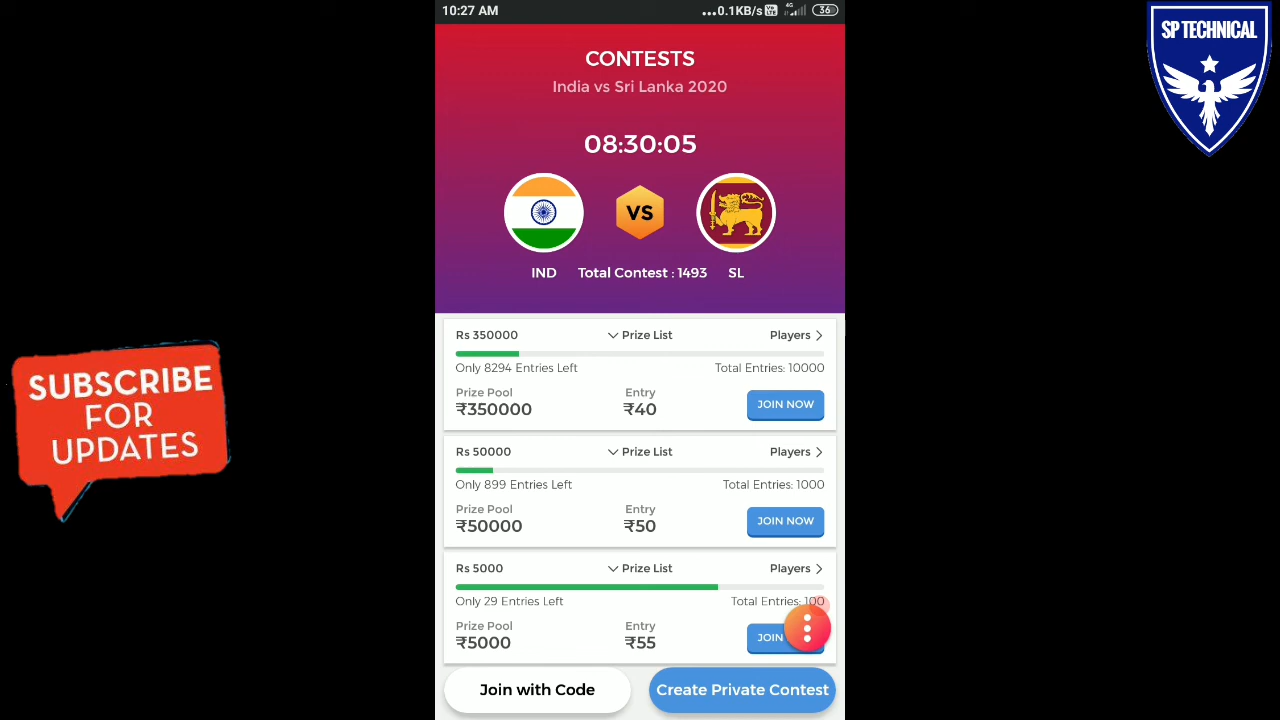 10:27 AM
...0.1KB/s
4G
36
SP TECHNICAL
CONTESTS
India vs Sri Lanka 2020
08:30:05
VS
IND Total Contest : 1493 SL
Rs 350000 Prize List Players
Only 8294 Entries Left Total Entries: 10000
Prize Pool Entry
₹350000 ₹40 JOIN NOW
Rs 50000 Prize List Players
Only 899 Entries Left Total Entries: 1000
Prize Pool Entry
₹50000 ₹50 JOIN NOW
Rs 5000 Prize List Players
Only 29 Entries Left Total Entries: 100
Prize Pool Entry
₹5000 ₹55 JOIN
Join with Code Create Private Contest
SUBSCRIBE
FOR
UPDATES